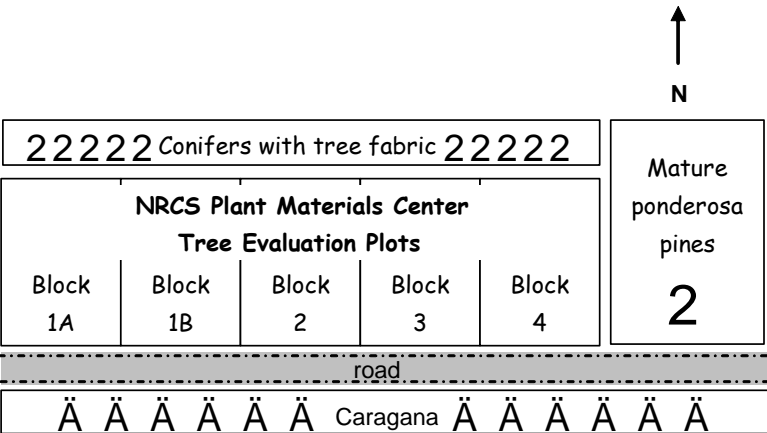 N
22222 Conifers with tree fabric 22222
Mature
ponderosa
pines
2
NRCS Plant Materials Center
Tree Evaluation Plots
Block
1A
Block
1B
Block
2
Block
3
Block
4
road
Ä Ä Ä Ä Ä Ä Caragana Ä Ä Ä Ä Ä Ä